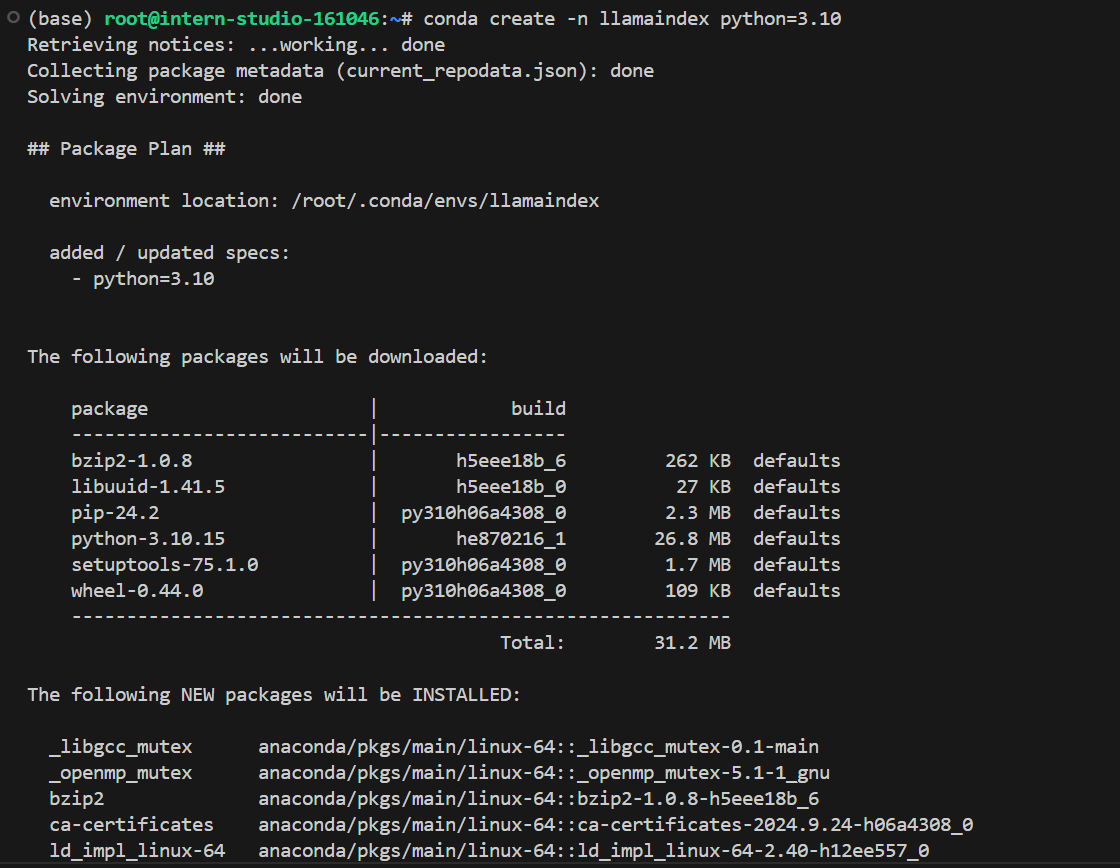 (base) root@intern-studio-161046:~# conda create -n llamaindex python=3.10
Retrieving notices: ...working... done
Collecting package metadata (current_repodata.json): done
Solving environment: done
## Package Plan ##
environment location: /root/.conda/envs/llamaindex
added / updated specs:
- python=3.10
The following packages will be downloaded:
package | build
---------------------------|-----------------
bzip2-1.0.8 | h5eee18b_6 262 KB defaults
libuuid-1.41.5 | h5eee18b_0 27 KB defaults
pip-24.2 | py310h06a4308_0 2.3 MB defaults
python-3.10.15 | he870216_1 26.8 MB defaults
setuptools-75.1.0 | py310h06a4308_0 1.7 MB defaults
wheel-0.44.0 | py310h06a4308_0 109 KB defaults
------------------------------------------------------------
Total: 31.2 MB
The following NEW packages will be INSTALLED:
_libgcc_mutex anaconda/pkgs/main/linux-64::_libgcc_mutex-0.1-main
_openmp_mutex anaconda/pkgs/main/linux-64::_openmp_mutex-5.1-1_gnu
bzip2 anaconda/pkgs/main/linux-64::bzip2-1.0.8-h5eee18b_6
ca-certificates anaconda/pkgs/main/linux-64::ca-certificates-2024.9.24-h06a4308_0
ld_impl_linux-64 anaconda/pkgs/main/linux-64::ld_impl_linux-64-2.40-h12ee557_0